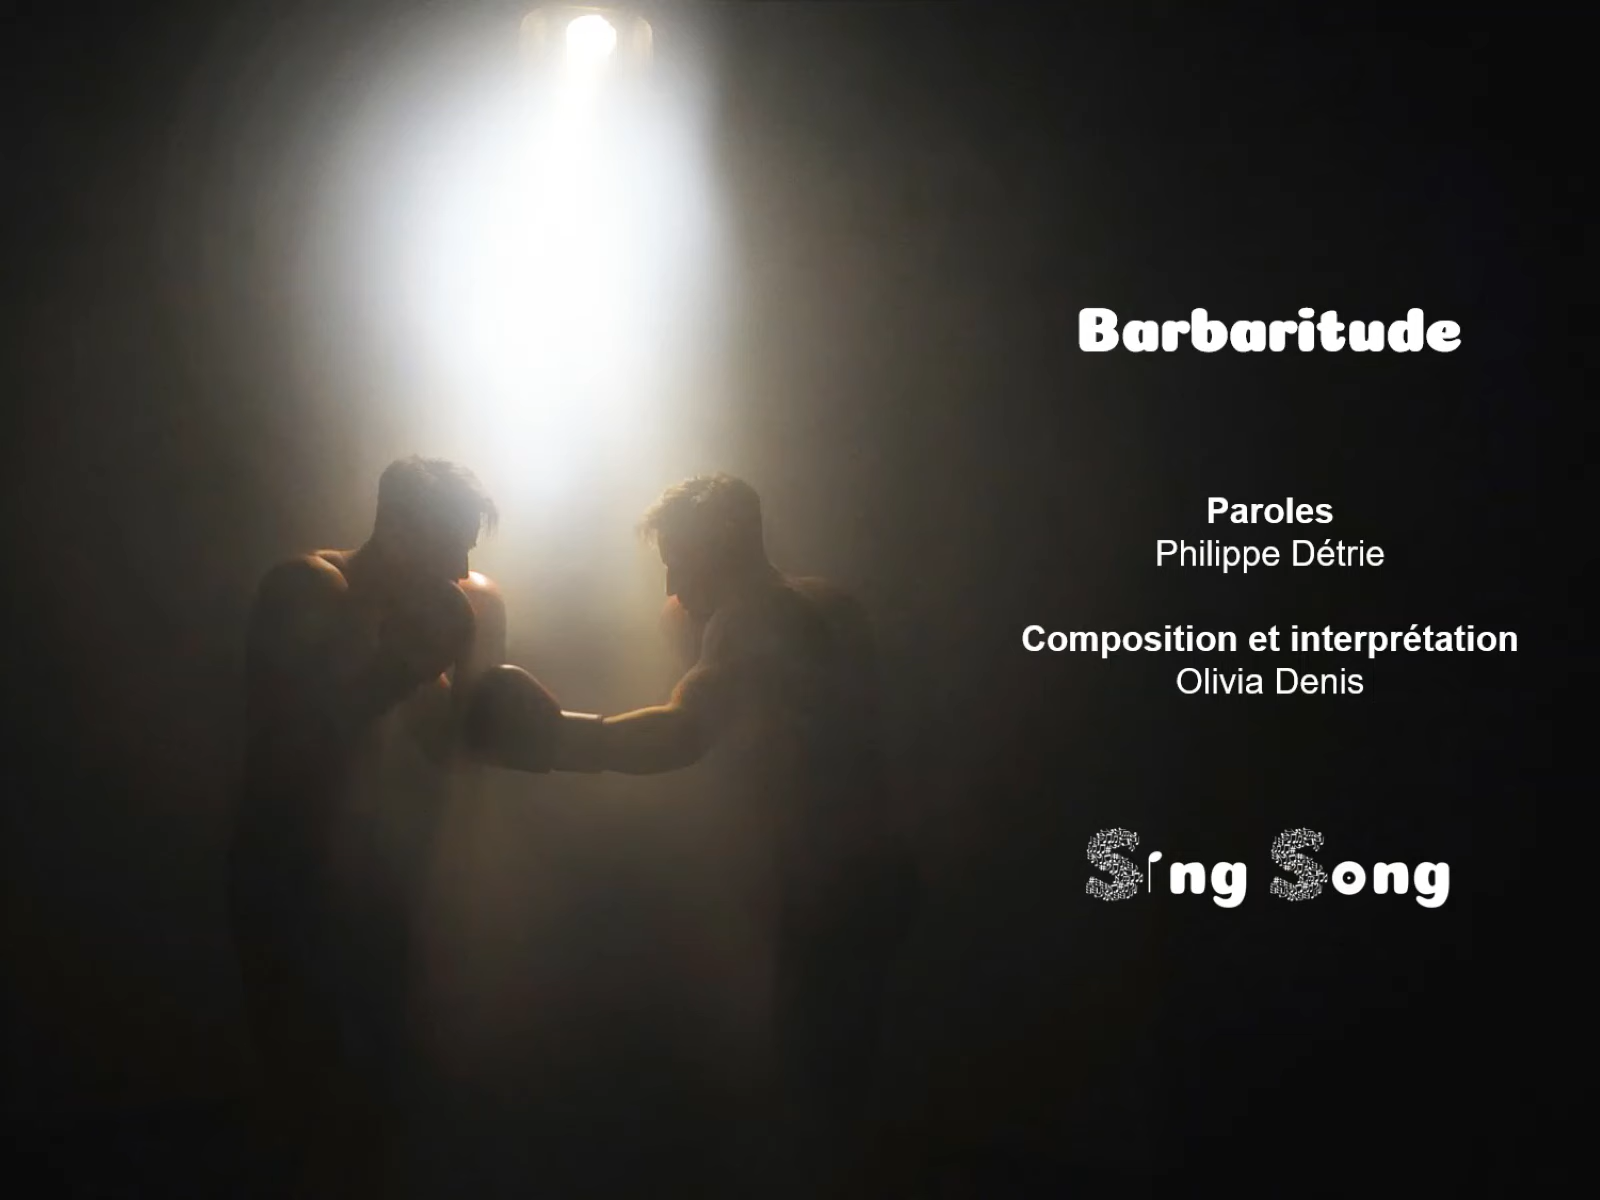 Barbaritude
Paroles
Philippe Détrie
Composition et interprétation
Olivia Denis
Sing Song